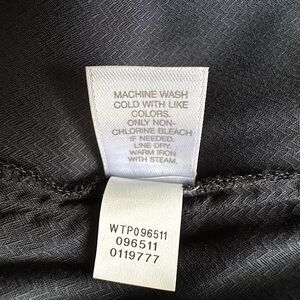 MACHINE WASH
COLD WITH LIKE
COLORS.
ONLY NON-
CHLORINE BLEACH
IF NEEDED.
LINE DRY.
WARM IRON
WITH STEAM.
WTP096511
096511
0119777